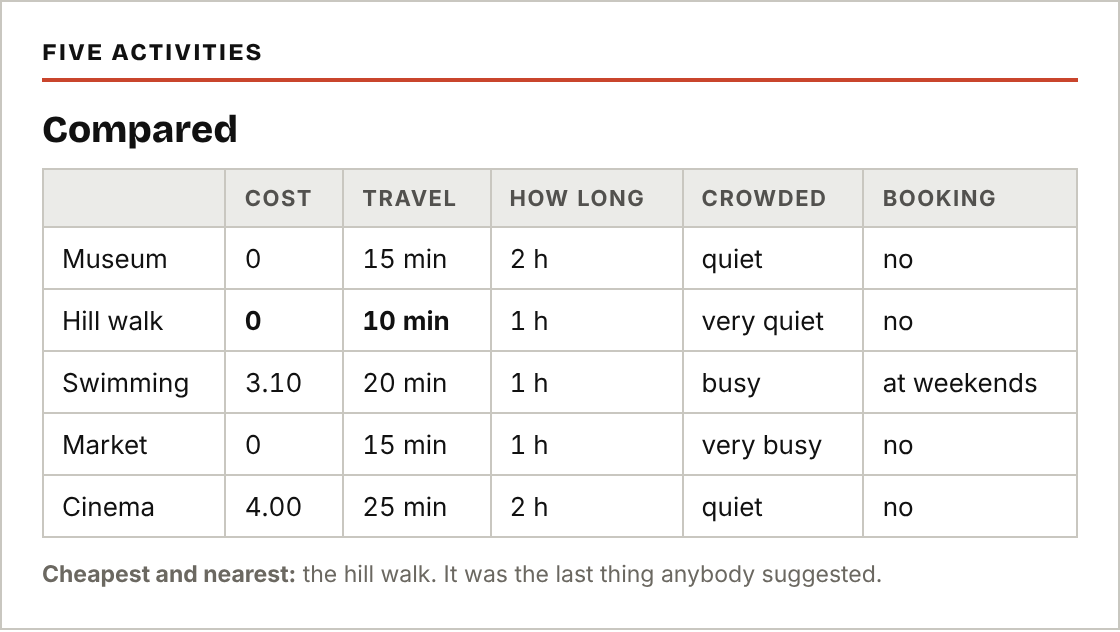 FIVE ACTIVITIES
Compared
COST TRAVEL HOW LONG CROWDED BOOKING
Museum 0 15 min 2 h quiet no
Hill walk 0 10 min 1 h very quiet no
Swimming 3.10 20 min 1 h busy at weekends
Market 0 15 min 1 h very busy no
Cinema 4.00 25 min 2 h quiet no
Cheapest and nearest: the hill walk. It was the last thing anybody suggested.